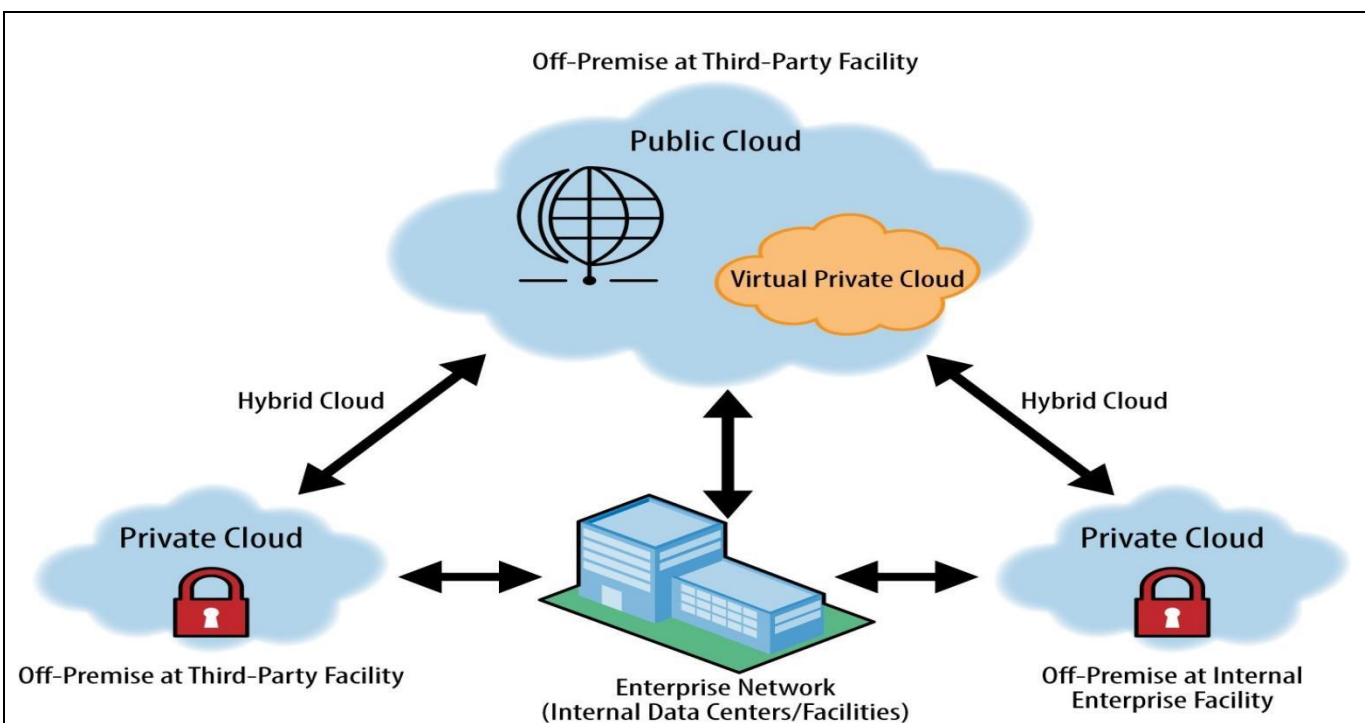 Off-Premise at Third-Party Facility
Public Cloud
Virtual Private Cloud
Hybrid Cloud
Hybrid Cloud
Private Cloud
Private Cloud
Off-Premise at Third-Party Facility
Enterprise Network
(Internal Data Centers/Facilities)
Off-Premise at Internal
Enterprise Facility